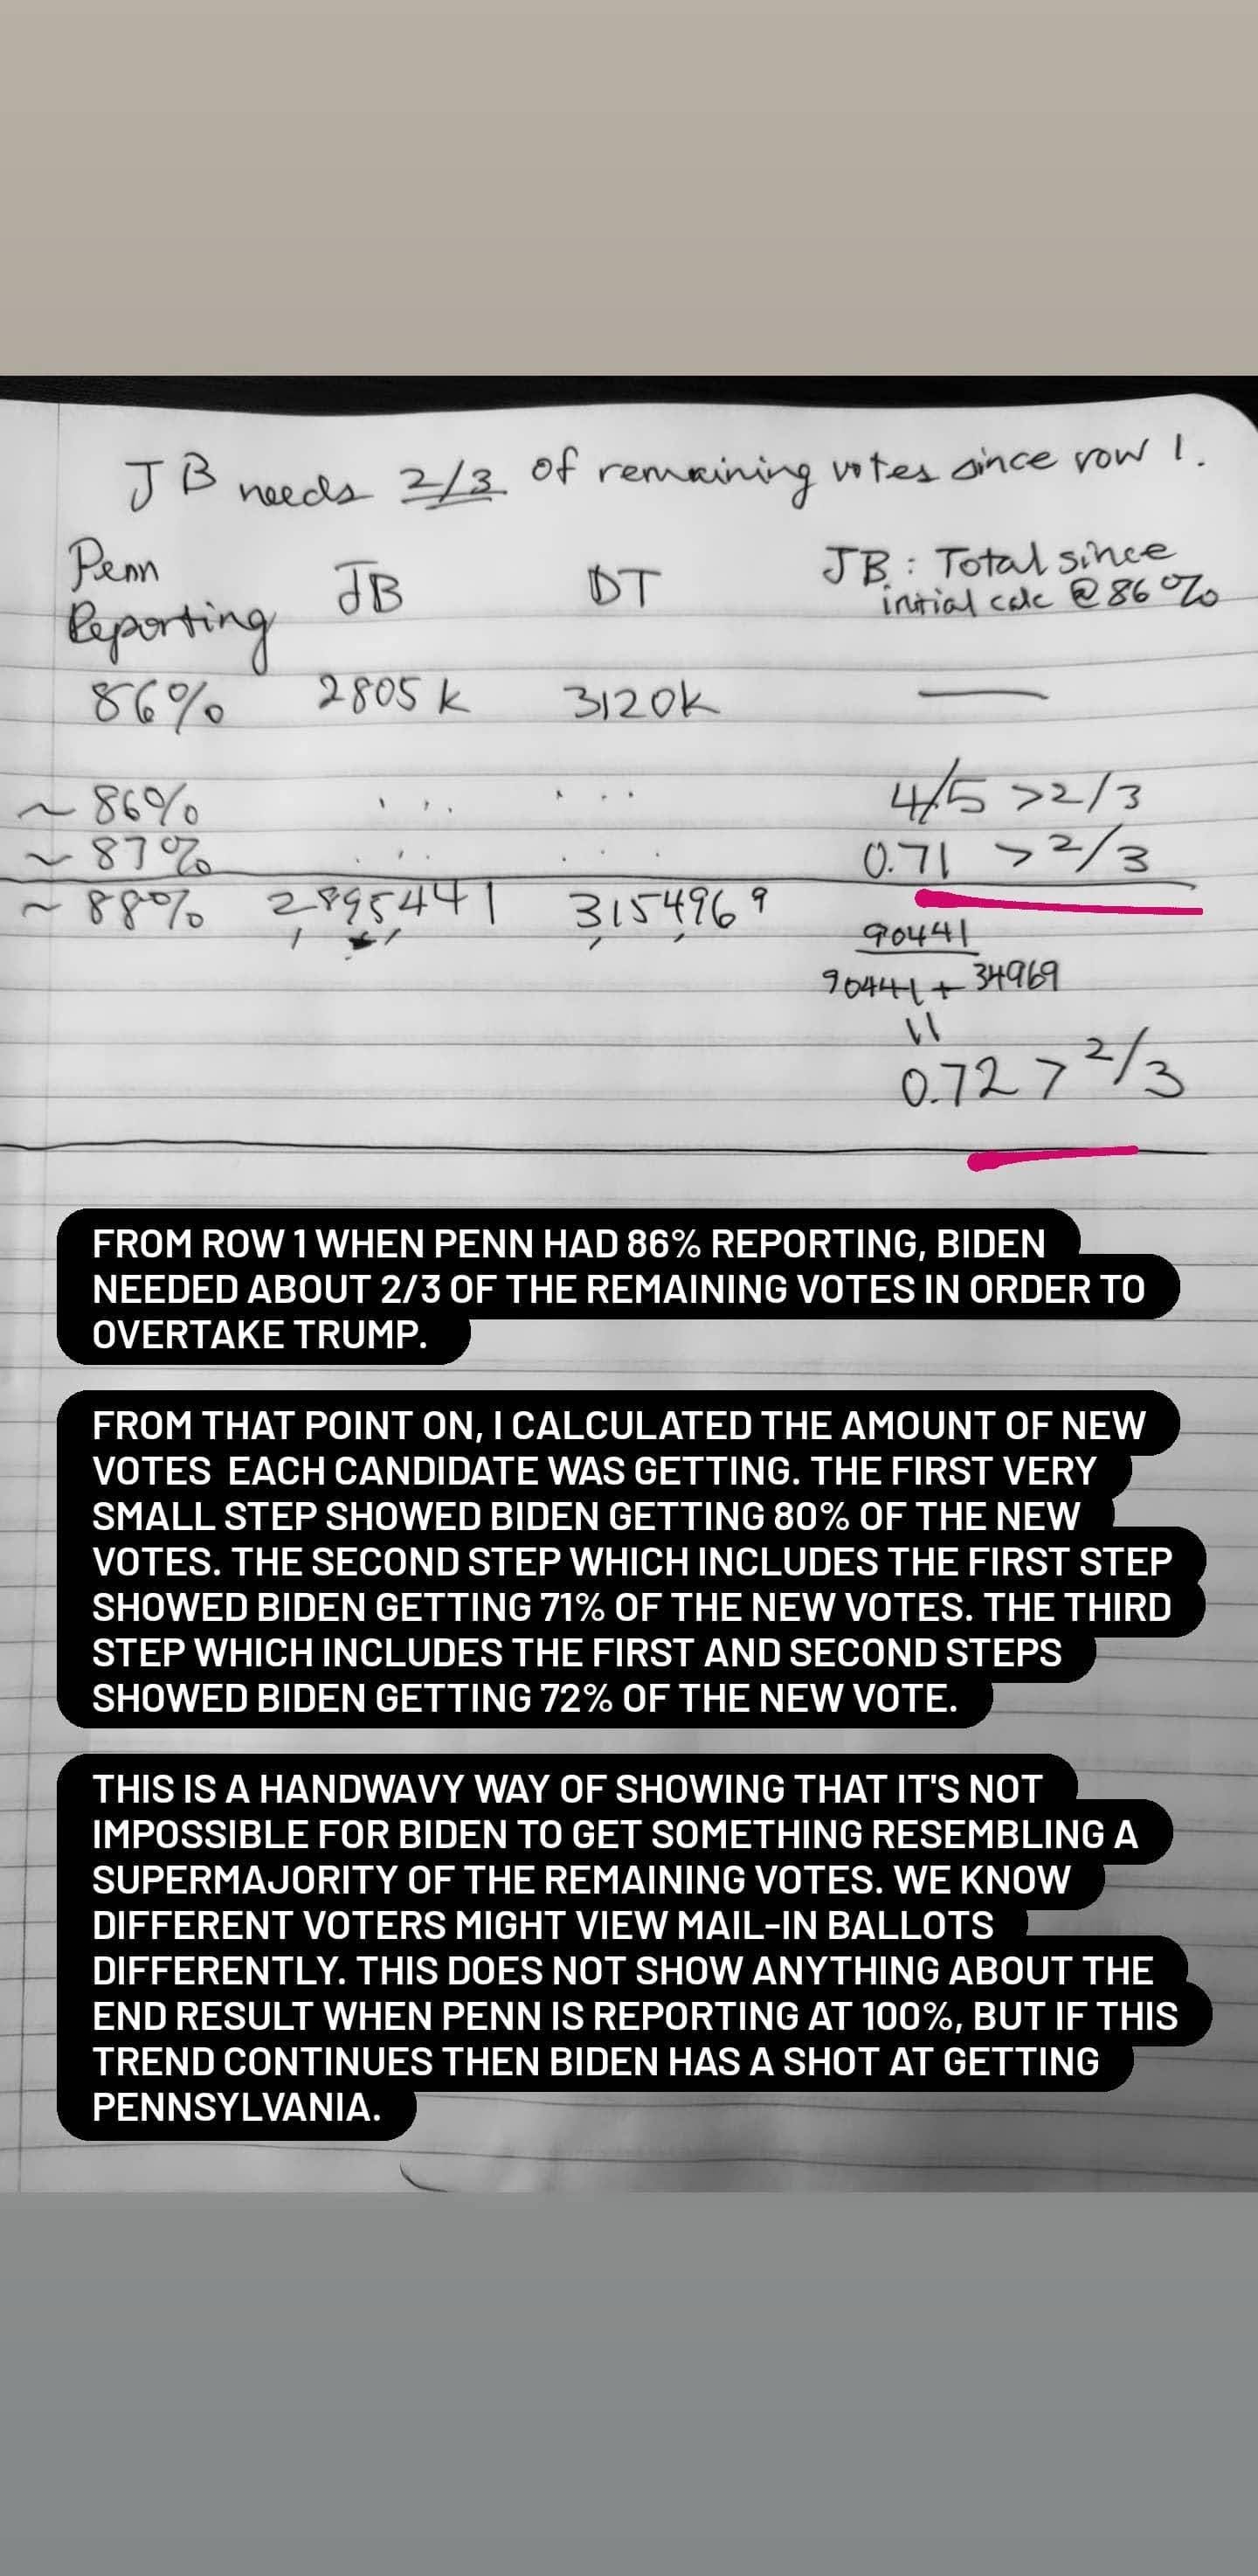 JB needs 2/3 of remaining votes since row 1.
Penn Reporting JB DT JB: Total since initial calc @ 86%
86% 2805k 3120k —
~ 86% ... ... 4/5 > 2/3
~ 87% ... ... 0.71 > 2/3
~ 88% 2895441 3154969
90441
90441 + 34969
||
0.72 > 2/3
FROM ROW 1 WHEN PENN HAD 86% REPORTING, BIDEN
NEEDED ABOUT 2/3 OF THE REMAINING VOTES IN ORDER TO
OVERTAKE TRUMP.
FROM THAT POINT ON, I CALCULATED THE AMOUNT OF NEW
VOTES EACH CANDIDATE WAS GETTING. THE FIRST VERY
SMALL STEP SHOWED BIDEN GETTING 80% OF THE NEW
VOTES. THE SECOND STEP WHICH INCLUDES THE FIRST STEP
SHOWED BIDEN GETTING 71% OF THE NEW VOTES. THE THIRD
STEP WHICH INCLUDES THE FIRST AND SECOND STEPS
SHOWED BIDEN GETTING 72% OF THE NEW VOTE.
THIS IS A HANDWAVY WAY OF SHOWING THAT IT'S NOT
IMPOSSIBLE FOR BIDEN TO GET SOMETHING RESEMBLING A
SUPERMAJORITY OF THE REMAINING VOTES. WE KNOW
DIFFERENT VOTERS MIGHT VIEW MAIL-IN BALLOTS
DIFFERENTLY. THIS DOES NOT SHOW ANYTHING ABOUT THE
END RESULT WHEN PENN IS REPORTING AT 100%, BUT IF THIS
TREND CONTINUES THEN BIDEN HAS A SHOT AT GETTING
PENNSYLVANIA.